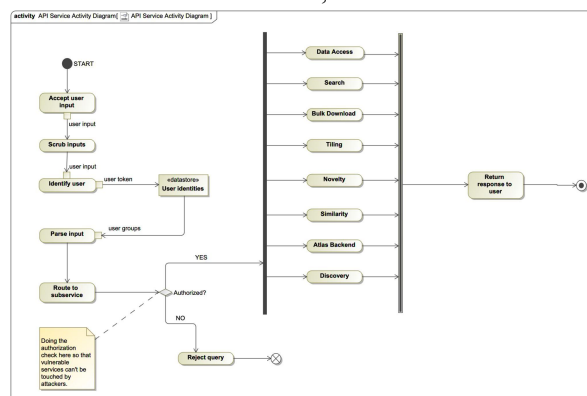 activity API Service Activity Diagram[ API Service Activity Diagram ]
START
Accept user
input
user input
Scrub inputs
user input
Identify user
user token
«datastore»
User identities
user groups
Parse input
Route to
subservice
YES
Authorized?
NO
Reject query
Doing the
authorization
check here so that
vulnerable
services can't be
touched by
attackers.
Data Access
Search
Bulk Download
Tiling
Novelty
Similarity
Atlas Backend
Discovery
Return
response to
user